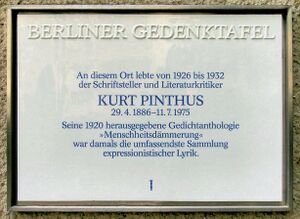 BERLINER GEDENKTAFEL
An diesem Ort lebte von 1926 bis 1932
der Schriftsteller und Literaturkritiker
KURT PINTHUS
29. 4. 1886–11. 7. 1975
Seine 1920 herausgegebene Gedichtanthologie
»Menschheitsdämmerung«
war damals die umfassendste Sammlung
expressionistischer Lyrik.